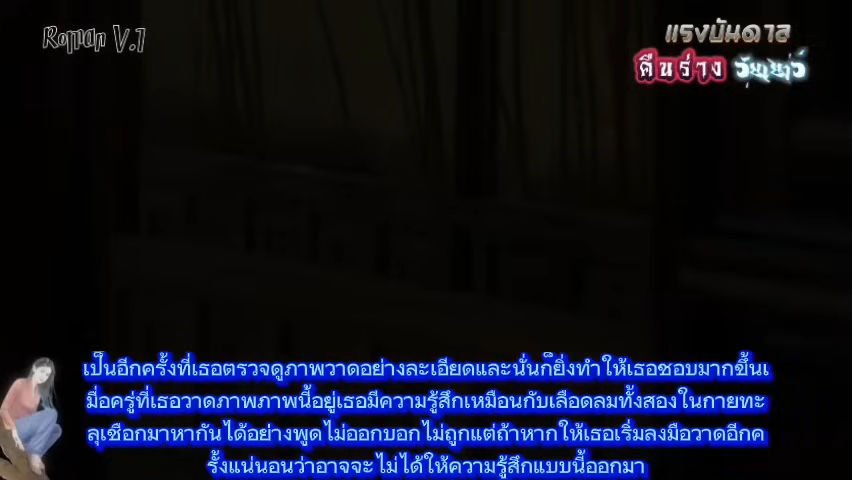 Roman V.1
แรงบันดาล
คืนร่าง
เป็นอีกครั้งที่เธอตรวจดูภาพวาดอย่างละเอียดและนั่นก็ยิ่งทำให้เธอชอบมากขึ้นเ
มื่อครู่ที่เธอวาดภาพภาพนี้อยู่เธอมีความรู้สึกเหมือนกับเลือดลมทั้งสองในกายทะ
ลุเชือกมาหากันได้อย่างพูดไม่ออกบอกไม่ถูกแต่ถ้าหากให้เธอเริ่มลงมือวาดอีกค
รั้งแน่นอนว่าอาจจะไม่ได้ให้ความรู้สึกแบบนี้ออกมา